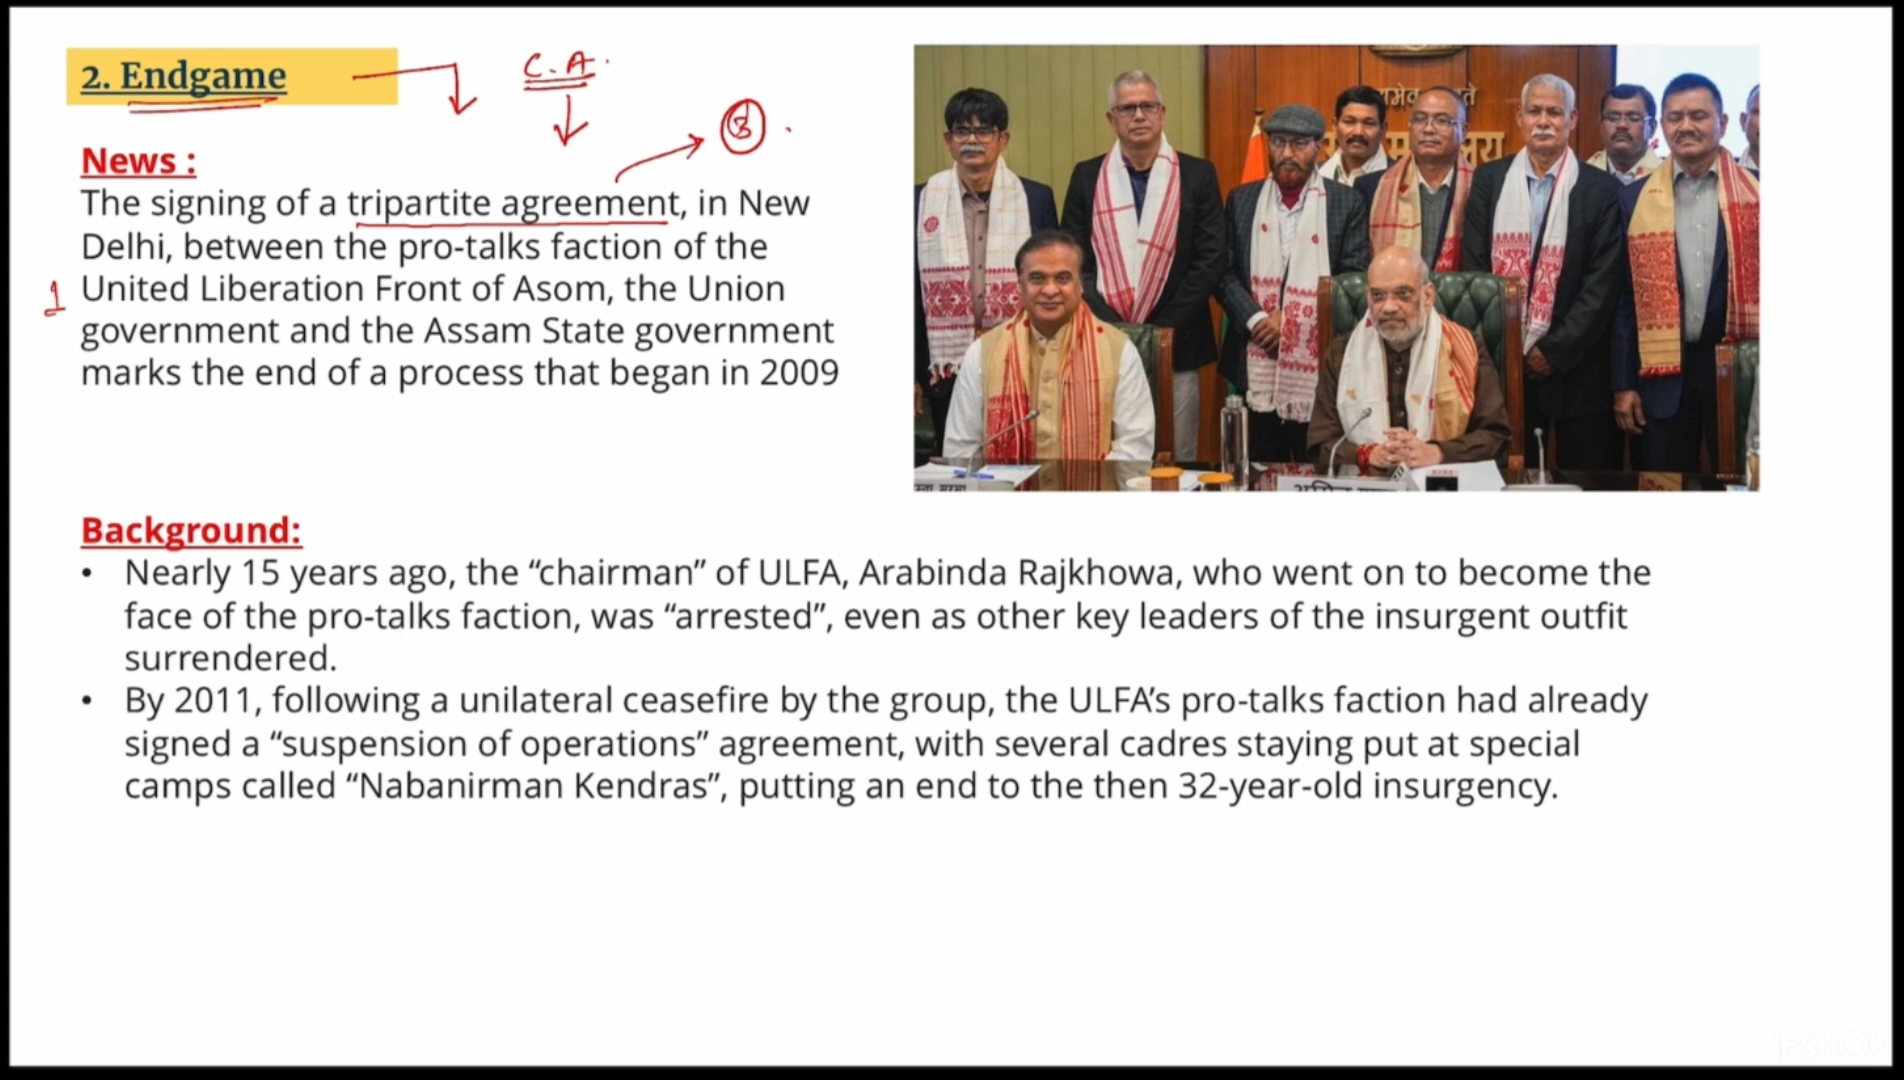 2. Endgame
C.A.
3
News :
The signing of a tripartite agreement, in New
Delhi, between the pro-talks faction of the
1
United Liberation Front of Asom, the Union
government and the Assam State government
marks the end of a process that began in 2009
Background:
• Nearly 15 years ago, the “chairman” of ULFA, Arabinda Rajkhowa, who went on to become the
face of the pro-talks faction, was “arrested”, even as other key leaders of the insurgent outfit
surrendered.
• By 2011, following a unilateral ceasefire by the group, the ULFA’s pro-talks faction had already
signed a “suspension of operations” agreement, with several cadres staying put at special
camps called “Nabanirman Kendras”, putting an end to the then 32-year-old insurgency.